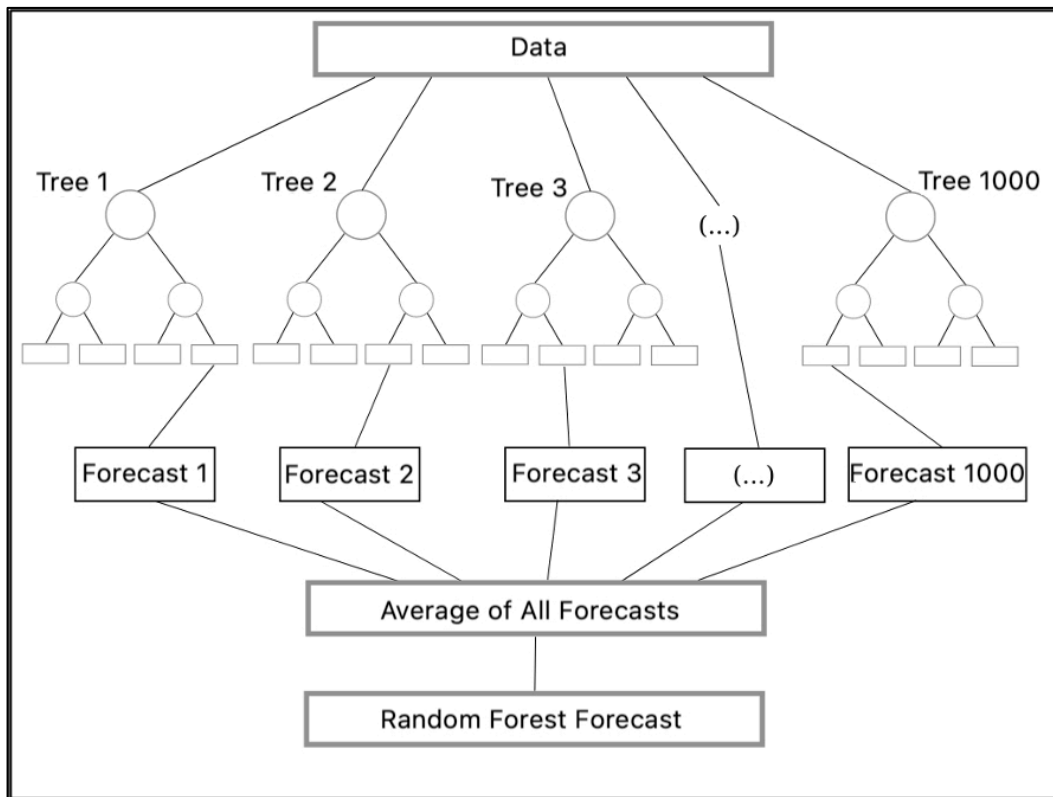 Data
Tree 1
Tree 2
Tree 3
(...)
Tree 1000
Forecast 1
Forecast 2
Forecast 3
(...)
Forecast 1000
Average of All Forecasts
Random Forest Forecast